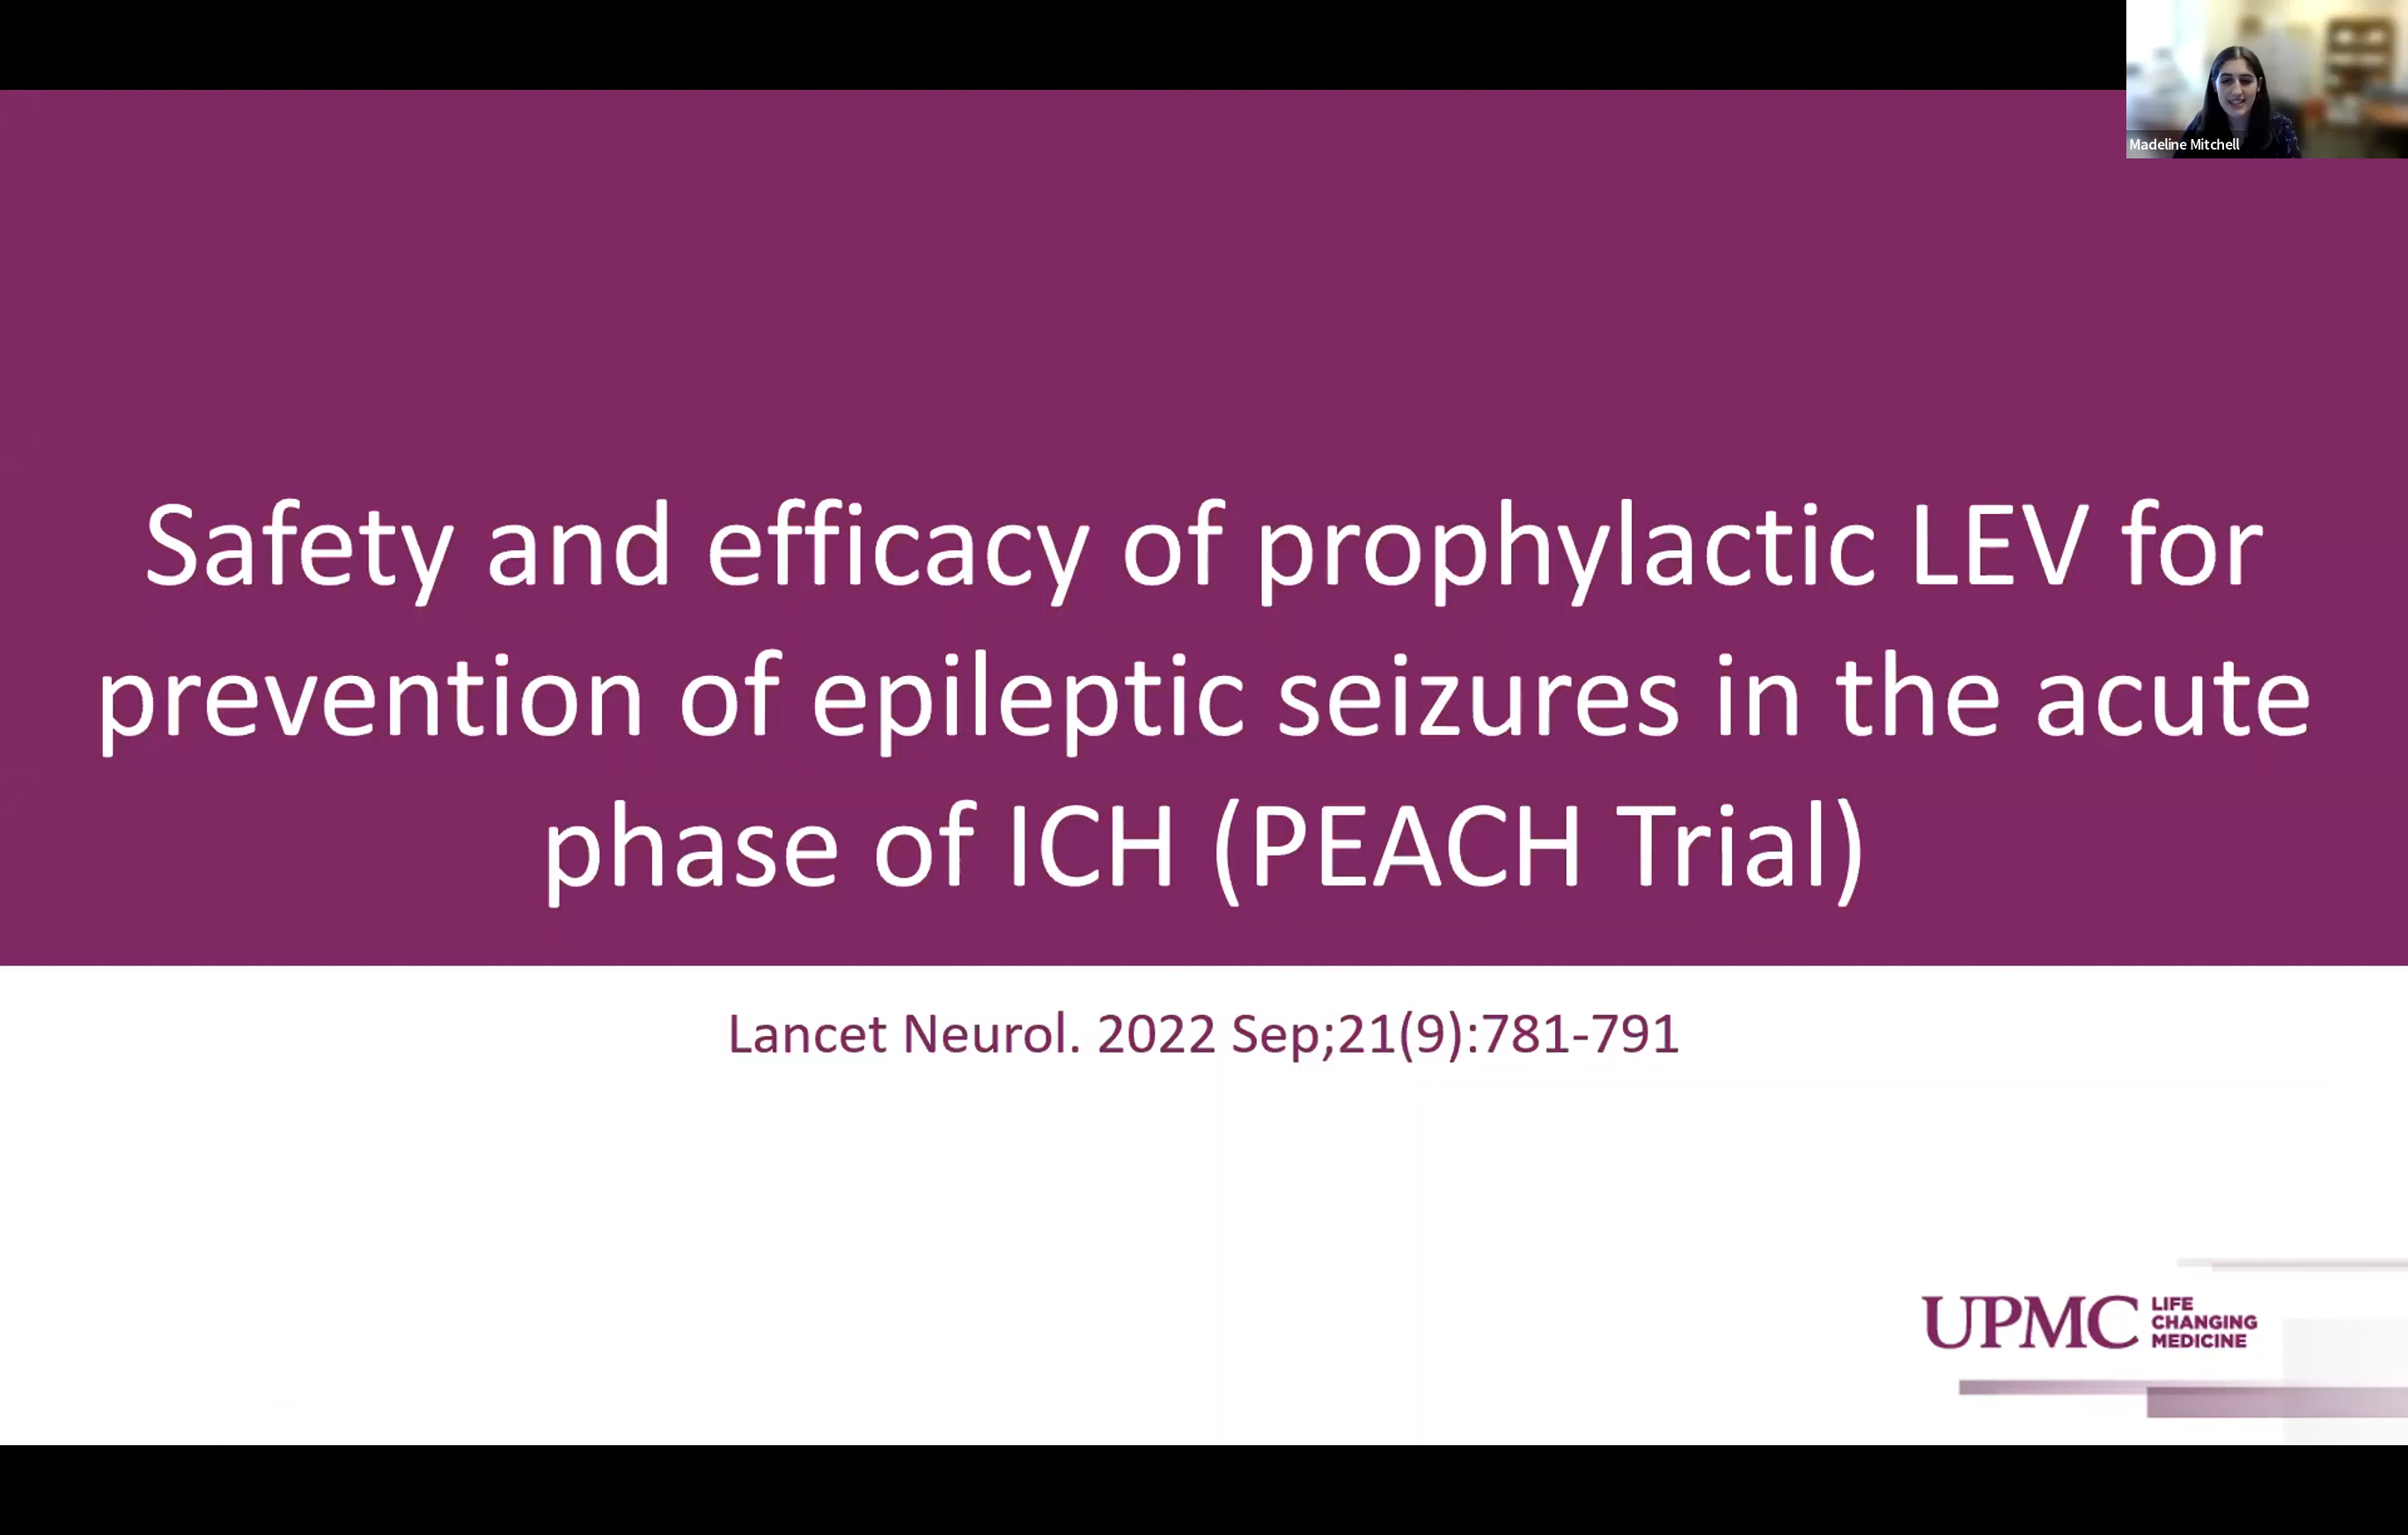 Madeline Mitchell
Safety and efficacy of prophylactic LEV for
prevention of epileptic seizures in the acute
phase of ICH (PEACH Trial)
Lancet Neurol. 2022 Sep;21(9):781-791
UPMC LIFE
CHANGING
MEDICINE